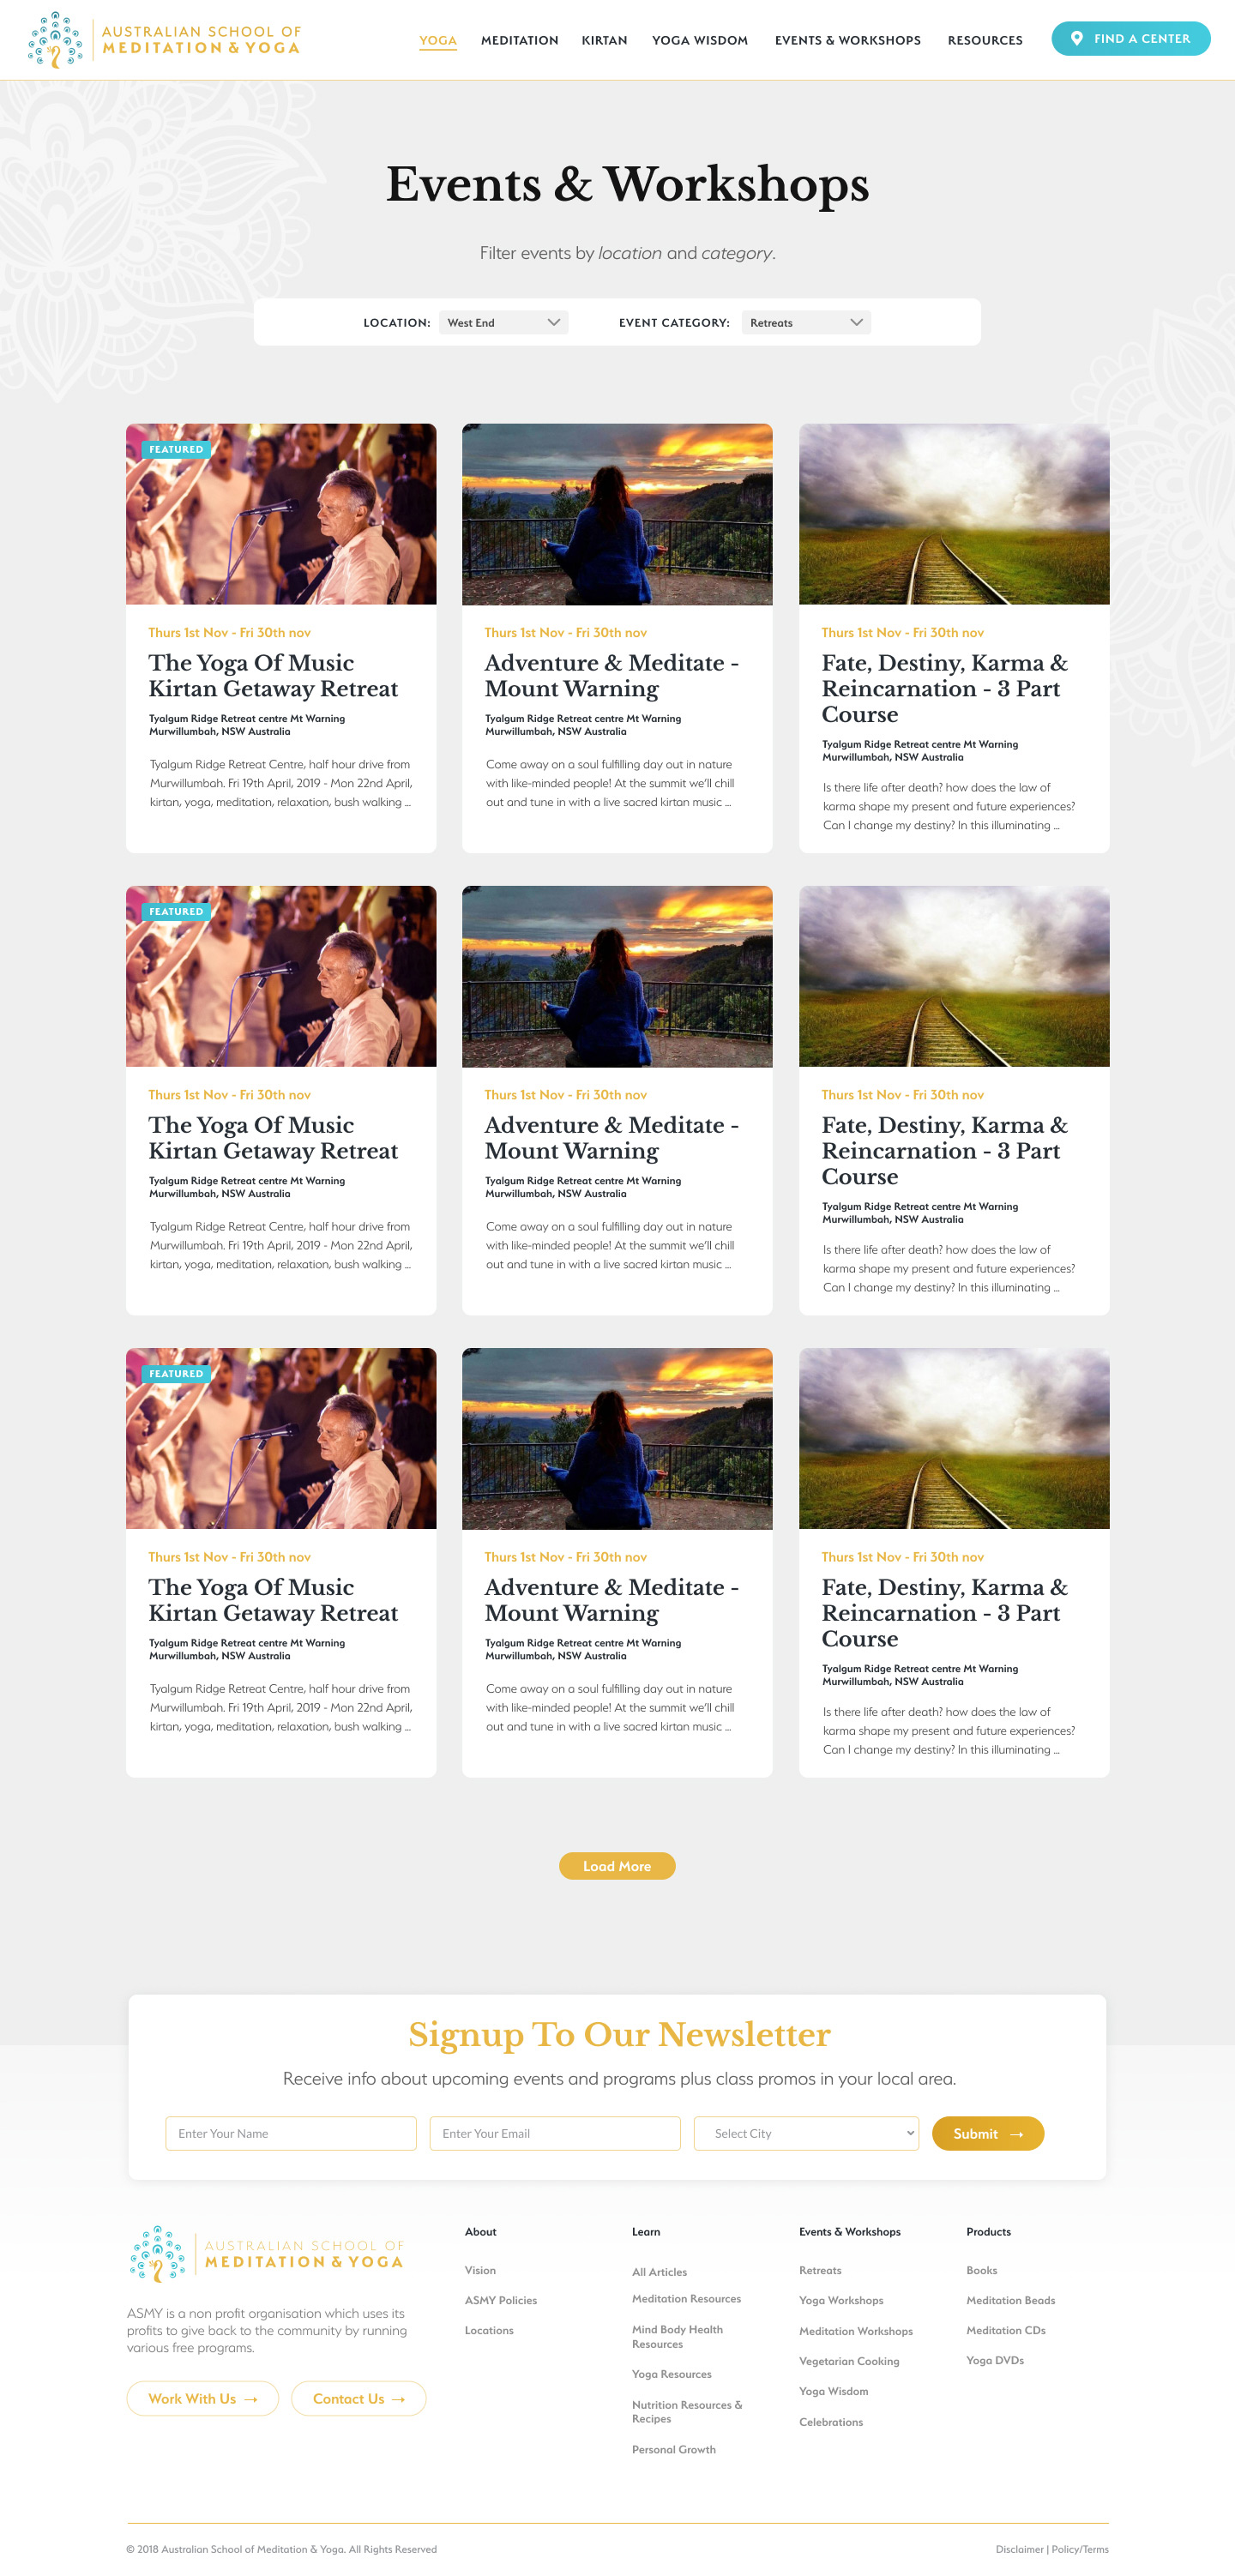 AUSTRALIAN SCHOOL OF
MEDITATION & YOGA
YOGA
MEDITATION
KIRTAN
YOGA WISDOM
EVENTS & WORKSHOPS
RESOURCES
FIND A CENTER
Events & Workshops
Filter events by location and category.
LOCATION:
West End
EVENT CATEGORY:
Retreats
FEATURED
Thurs 1st Nov - Fri 30th nov
The Yoga Of Music
Kirtan Getaway Retreat
Tyalgum Ridge Retreat centre Mt Warning
Murwillumbah, NSW Australia
Tyalgum Ridge Retreat Centre, half hour drive from
Murwillumbah. Fri 19th April, 2019 - Mon 22nd April,
kirtan, yoga, meditation, relaxation, bush walking ...
Thurs 1st Nov - Fri 30th nov
Adventure & Meditate -
Mount Warning
Tyalgum Ridge Retreat centre Mt Warning
Murwillumbah, NSW Australia
Come away on a soul fulfilling day out in nature
with like-minded people! At the summit we'll chill
out and tune in with a live sacred kirtan music ...
Thurs 1st Nov - Fri 30th nov
Fate, Destiny, Karma &
Reincarnation - 3 Part
Course
Tyalgum Ridge Retreat centre Mt Warning
Murwillumbah, NSW Australia
Is there life after death? how does the law of
karma shape my present and future experiences?
Can I change my destiny? In this illuminating ...
FEATURED
Thurs 1st Nov - Fri 30th nov
The Yoga Of Music
Kirtan Getaway Retreat
Tyalgum Ridge Retreat centre Mt Warning
Murwillumbah, NSW Australia
Tyalgum Ridge Retreat Centre, half hour drive from
Murwillumbah. Fri 19th April, 2019 - Mon 22nd April,
kirtan, yoga, meditation, relaxation, bush walking ...
Thurs 1st Nov - Fri 30th nov
Adventure & Meditate -
Mount Warning
Tyalgum Ridge Retreat centre Mt Warning
Murwillumbah, NSW Australia
Come away on a soul fulfilling day out in nature
with like-minded people! At the summit we'll chill
out and tune in with a live sacred kirtan music ...
Thurs 1st Nov - Fri 30th nov
Fate, Destiny, Karma &
Reincarnation - 3 Part
Course
Tyalgum Ridge Retreat centre Mt Warning
Murwillumbah, NSW Australia
Is there life after death? how does the law of
karma shape my present and future experiences?
Can I change my destiny? In this illuminating ...
FEATURED
Thurs 1st Nov - Fri 30th nov
The Yoga Of Music
Kirtan Getaway Retreat
Tyalgum Ridge Retreat centre Mt Warning
Murwillumbah, NSW Australia
Tyalgum Ridge Retreat Centre, half hour drive from
Murwillumbah. Fri 19th April, 2019 - Mon 22nd April,
kirtan, yoga, meditation, relaxation, bush walking ...
Thurs 1st Nov - Fri 30th nov
Adventure & Meditate -
Mount Warning
Tyalgum Ridge Retreat centre Mt Warning
Murwillumbah, NSW Australia
Come away on a soul fulfilling day out in nature
with like-minded people! At the summit we'll chill
out and tune in with a live sacred kirtan music ...
Thurs 1st Nov - Fri 30th nov
Fate, Destiny, Karma &
Reincarnation - 3 Part
Course
Tyalgum Ridge Retreat centre Mt Warning
Murwillumbah, NSW Australia
Is there life after death? how does the law of
karma shape my present and future experiences?
Can I change my destiny? In this illuminating ...
Load More
Signup To Our Newsletter
Receive info about upcoming events and programs plus class promos in your local area.
Enter Your Name
Enter Your Email
Select City
Submit →
AUSTRALIAN SCHOOL OF
MEDITATION & YOGA
ASMY is a non profit organisation which uses its
profits to give back to the community by running
various free programs.
Work With Us →
Contact Us →
About
Vision
ASMY Policies
Locations
Learn
All Articles
Meditation Resources
Mind Body Health
Resources
Yoga Resources
Nutrition Resources &
Recipes
Personal Growth
Events & Workshops
Retreats
Yoga Workshops
Meditation Workshops
Vegetarian Cooking
Yoga Wisdom
Celebrations
Products
Books
Meditation Beads
Meditation CDs
Yoga DVDs
© 2018 Australian School of Meditation & Yoga. All Rights Reserved
Disclaimer | Policy/Terms